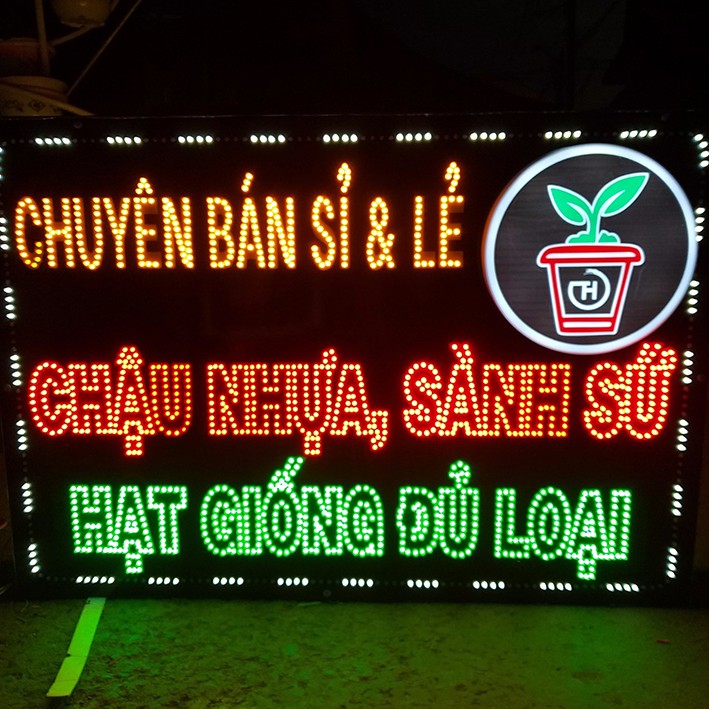 CHUYÊN BÁN SỈ & LẺ
CHẬU NHỰA, SÀNH SỨ
HẠT GIỐNG ĐỦ LOẠI